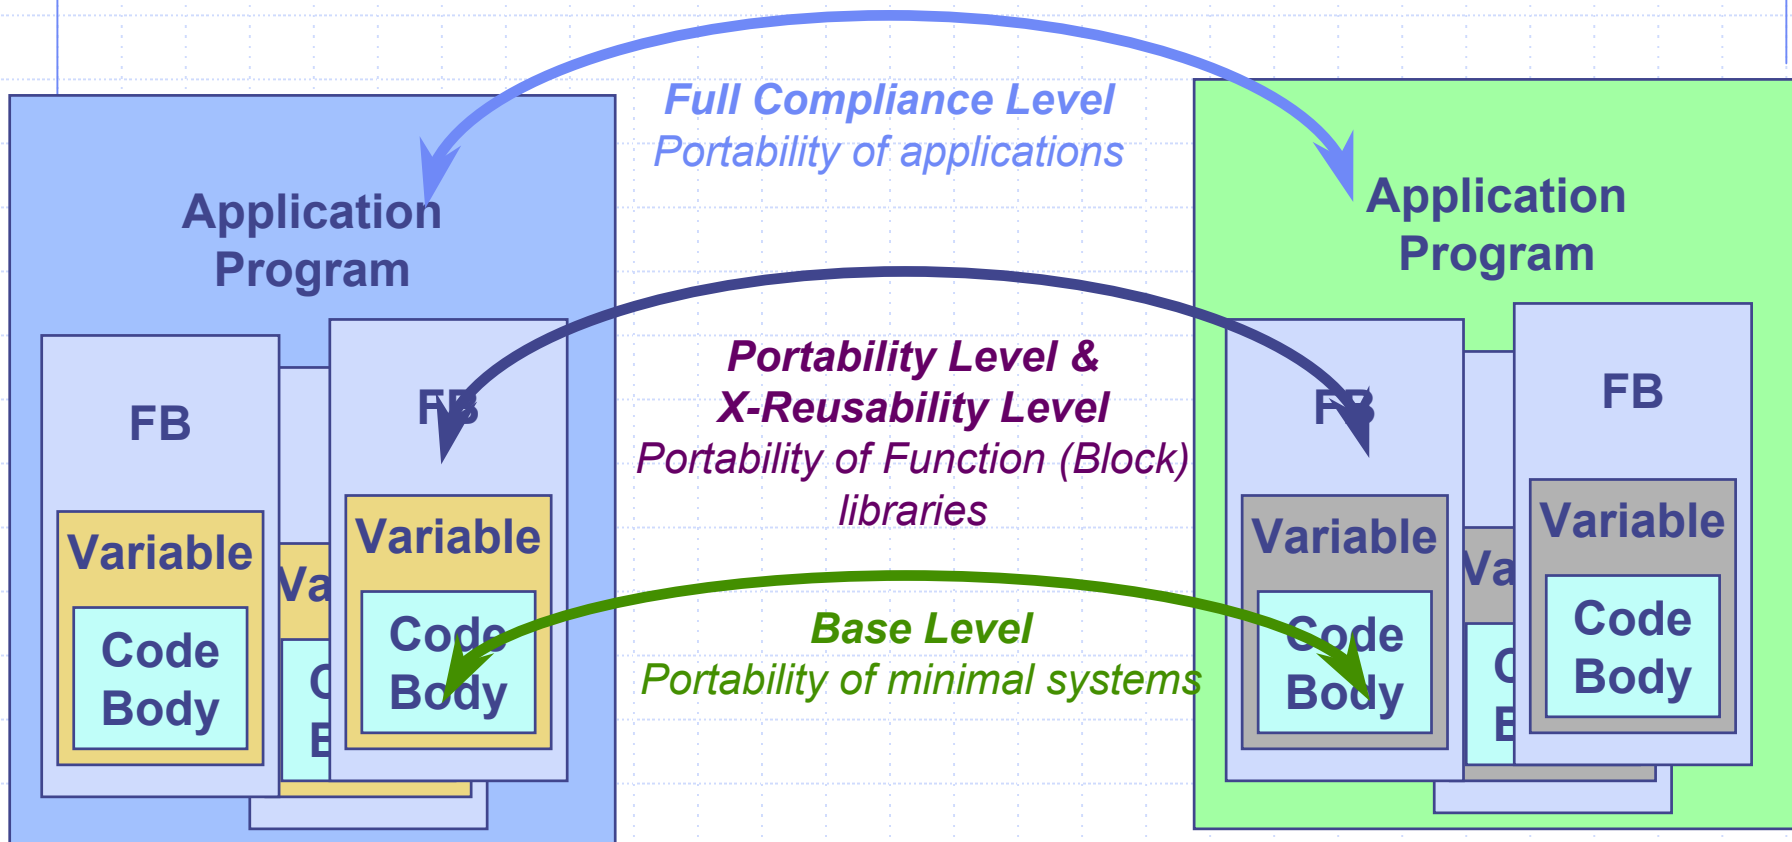 Full Compliance Level
Portability of applications
Application
Program
Application
Program
Portability Level &
X-Reusability Level
Portability of Function (Block)
libraries
FB
FB
FB
FB
Variable
Variable
Variable
Variable
Va
Va
Base Level
Portability of minimal systems
Code
Body
Code
Body
Code
Body
Code
Body